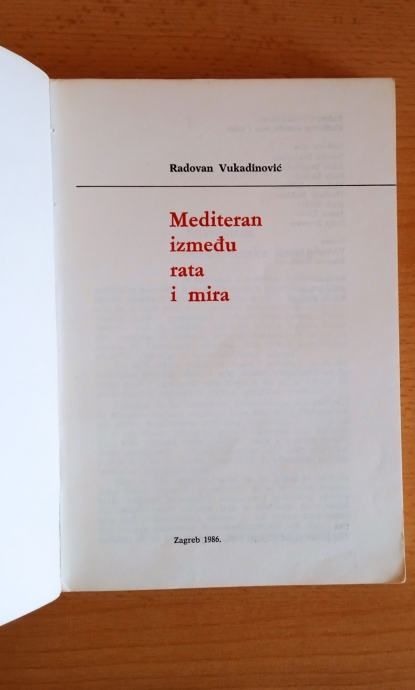 Radovan Vukadinović
Mediteran
između
rata
i mira
Zagreb 1986.